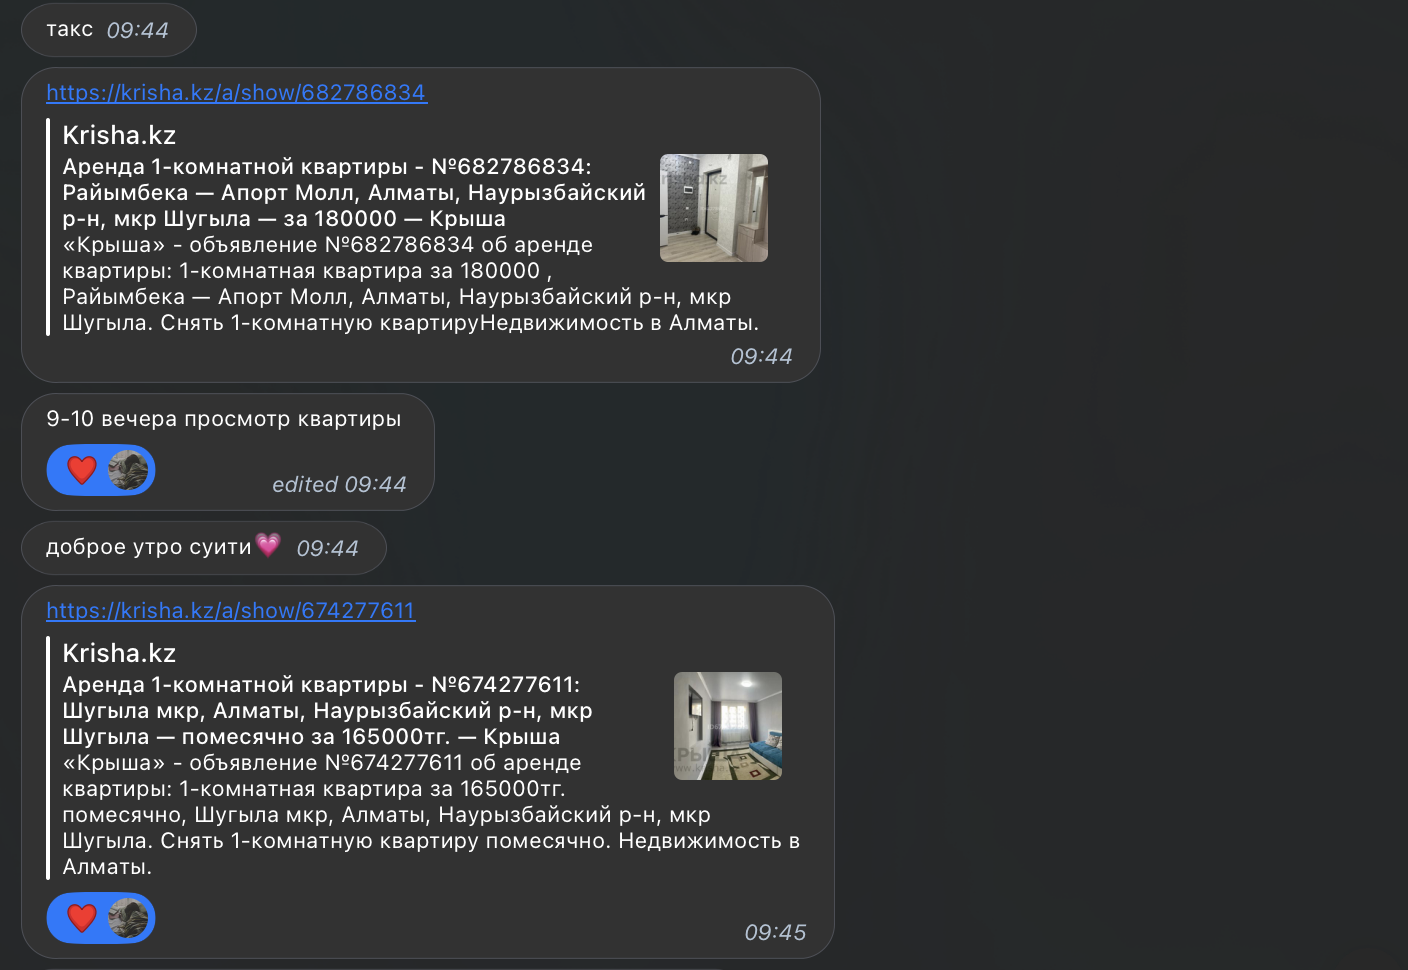 такс 09:44
https://krisha.kz/a/show/682786834
Krisha.kz
Аренда 1-комнатной квартиры - №682786834:
Райымбека — Апорт Молл, Алматы, Наурызбайский
р-н, мкр Шугыла — за 180000 — Крыша
«Крыша» - объявление №682786834 об аренде
квартиры: 1-комнатная квартира за 180000 ,
Райымбека — Апорт Молл, Алматы, Наурызбайский р-н, мкр
Шугыла. Снять 1-комнатную квартируНедвижимость в Алматы.
09:44
9-10 вечера просмотр квартиры
edited 09:44
доброе утро суити💗 09:44
https://krisha.kz/a/show/674277611
Krisha.kz
Аренда 1-комнатной квартиры - №674277611:
Шугыла мкр, Алматы, Наурызбайский р-н, мкр
Шугыла — помесячно за 165000тг. — Крыша
«Крыша» - объявление №674277611 об аренде
квартиры: 1-комнатная квартира за 165000тг.
помесячно, Шугыла мкр, Алматы, Наурызбайский р-н, мкр
Шугыла. Снять 1-комнатную квартиру помесячно. Недвижимость в
Алматы.
09:45